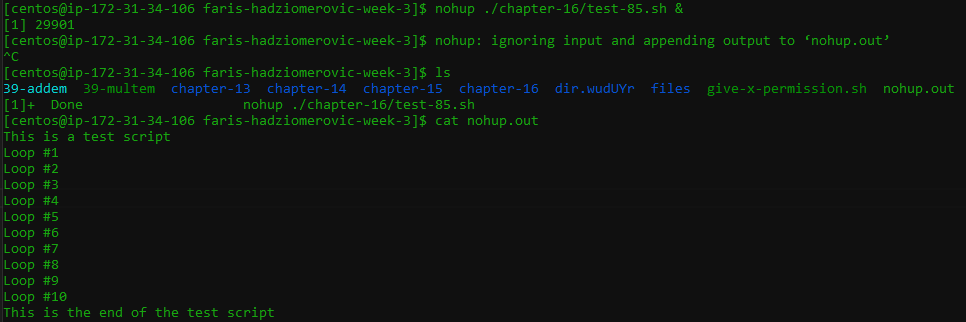 [centos@ip-172-31-34-106 faris-hadziomerovic-week-3]$ nohup ./chapter-16/test-85.sh &
[1] 29901
[centos@ip-172-31-34-106 faris-hadziomerovic-week-3]$ nohup: ignoring input and appending output to ‘nohup.out’
^C
[centos@ip-172-31-34-106 faris-hadziomerovic-week-3]$ ls
39-addem  39-multem  chapter-13  chapter-14  chapter-15  chapter-16  dir.wudUYr  files  give-x-permission.sh  nohup.out
[1]+  Done                    nohup ./chapter-16/test-85.sh
[centos@ip-172-31-34-106 faris-hadziomerovic-week-3]$ cat nohup.out
This is a test script
Loop #1
Loop #2
Loop #3
Loop #4
Loop #5
Loop #6
Loop #7
Loop #8
Loop #9
Loop #10
This is the end of the test script